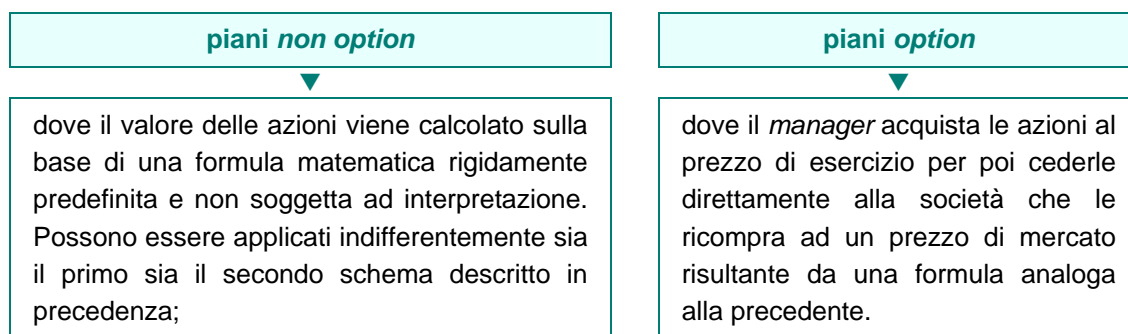 piani non option
dove il valore delle azioni viene calcolato sulla
base di una formula matematica rigidamente
predefinita e non soggetta ad interpretazione.
Possono essere applicati indifferentemente sia
il primo sia il secondo schema descritto in
precedenza;
piani option
dove il manager acquista le azioni al
prezzo di esercizio per poi cederle
direttamente alla società che le
ricompra ad un prezzo di mercato
risultante da una formula analoga
alla precedente.